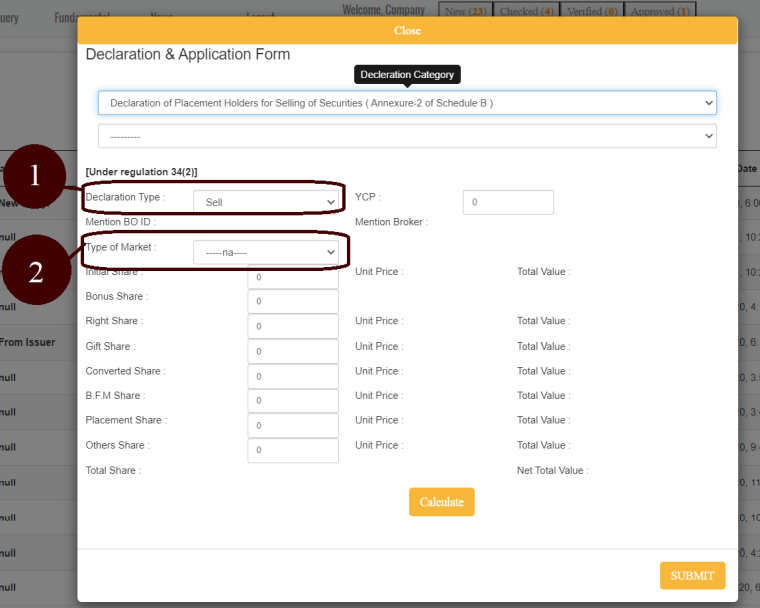 uery Fundamental News Layout Welcome, Company New (23) Checked (4) Verified (0) Approved (1)
Close
Declaration & Application Form
Decleration Category
Declaration of Placement Holders for Selling of Securities ( Annexure-2 of Schedule B )
---------
[Under regulation 34(2)]
1
Declaration Type : Sell YCP : 0
Mention BO ID : Mention Broker :
2
Type of Market : -----na----
Initial Share : 0 Unit Price : Total Value :
Bonus Share : 0
Right Share : 0 Unit Price : Total Value :
Gift Share : 0 Unit Price : Total Value :
Converted Share : 0 Unit Price : Total Value :
B.F.M Share : 0 Unit Price : Total Value :
Placement Share : 0 Unit Price : Total Value :
Others Share : 0 Unit Price : Total Value :
Total Share : Net Total Value :
Calculate
SUBMIT
Date
New
null
null
From Issuer
null
null
null
null
null
null
null